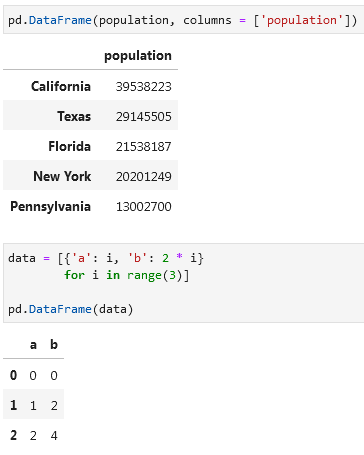 pd.DataFrame(population, columns = ['population'])
population
California 39538223
Texas 29145505
Florida 21538187
New York 20201249
Pennsylvania 13002700
data = [{'a': i, 'b': 2 * i}
for i in range(3)]
pd.DataFrame(data)
a b
0 0 0
1 1 2
2 2 4